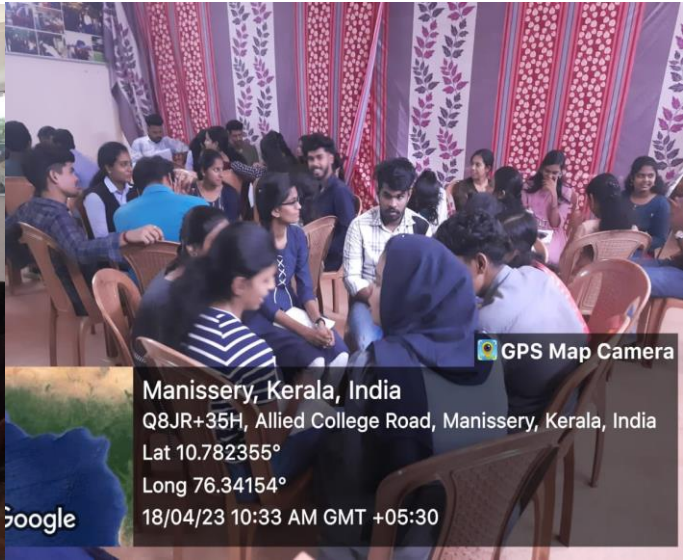 GPS Map Camera
Manissery, Kerala, India
Q8JR+35H, Allied College Road, Manissery, Kerala, India
Lat 10.782355°
Long 76.34154°
18/04/23 10:33 AM GMT +05:30
Google